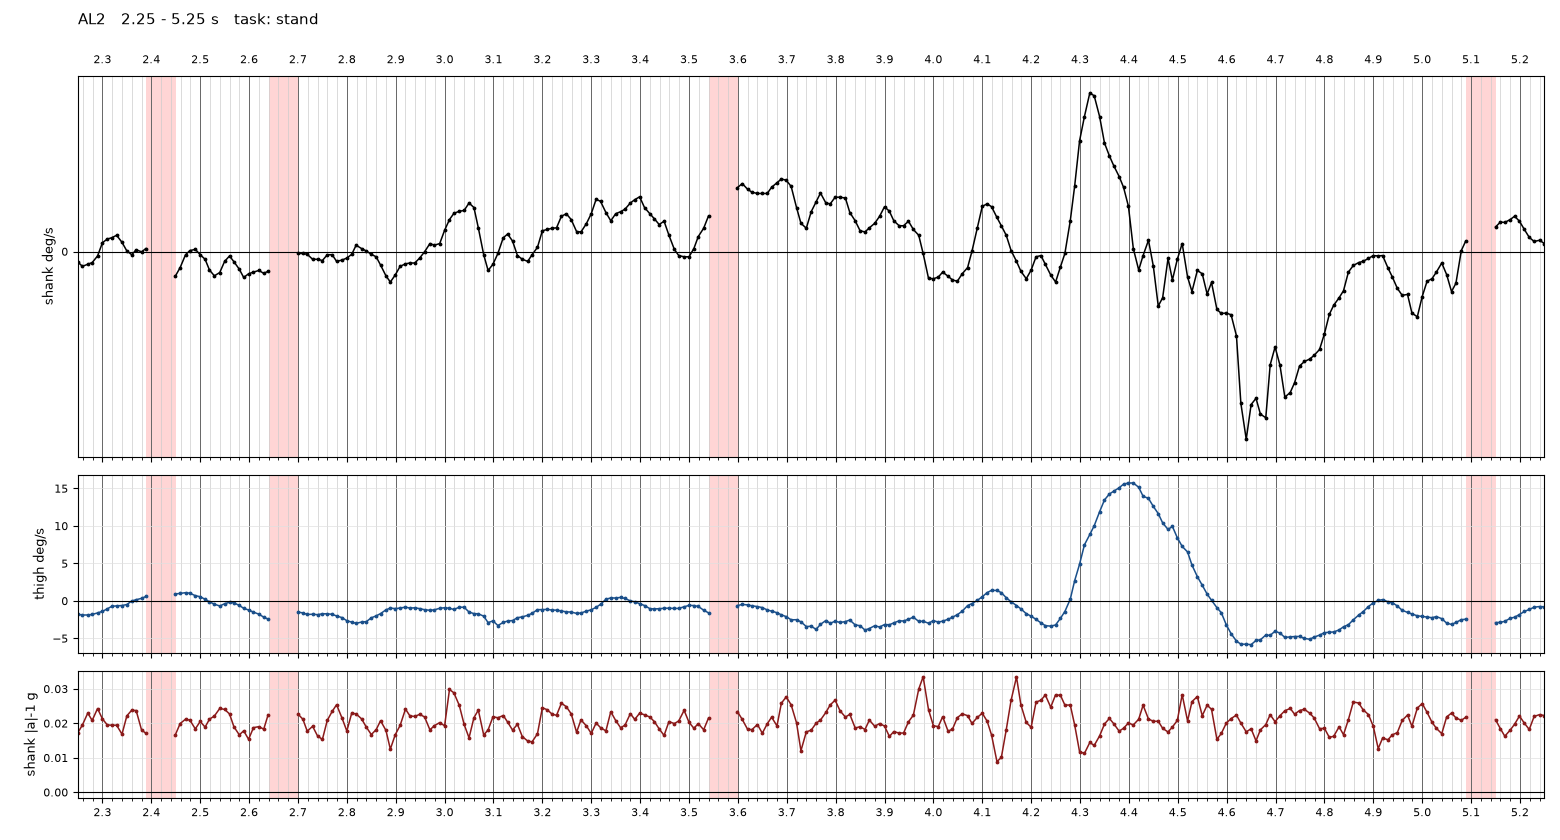 AL2 2.25 - 5.25 s task: stand
2.3 2.4 2.5 2.6 2.7 2.8 2.9 3.0 3.1 3.2 3.3 3.4 3.5 3.6 3.7 3.8 3.9 4.0 4.1 4.2 4.3 4.4 4.5 4.6 4.7 4.8 4.9 5.0 5.1 5.2
shank deg/s
0
thigh deg/s
15
10
5
0
−5
shank |a|-1 g
0.03
0.02
0.01
0.00
2.3 2.4 2.5 2.6 2.7 2.8 2.9 3.0 3.1 3.2 3.3 3.4 3.5 3.6 3.7 3.8 3.9 4.0 4.1 4.2 4.3 4.4 4.5 4.6 4.7 4.8 4.9 5.0 5.1 5.2